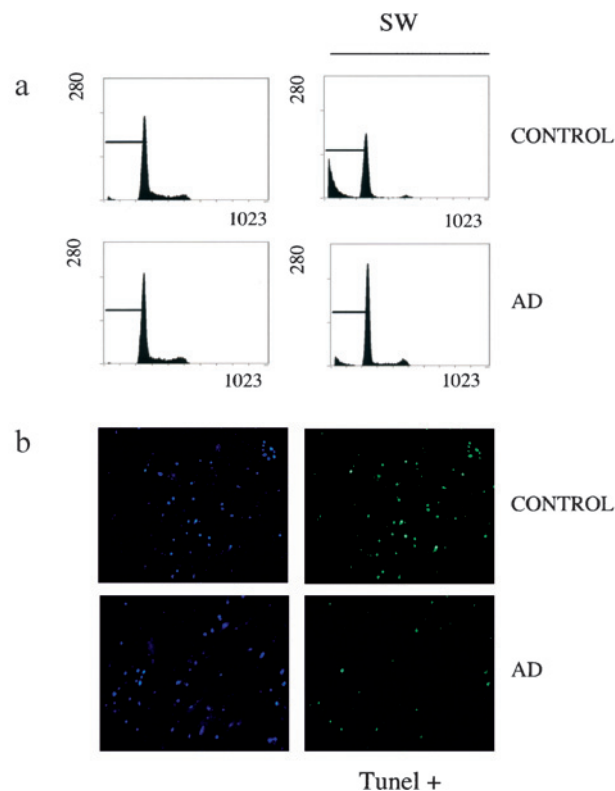 SW
a
280
280
CONTROL
1023
1023
280
280
AD
1023
1023
b
CONTROL
AD
Tunel +